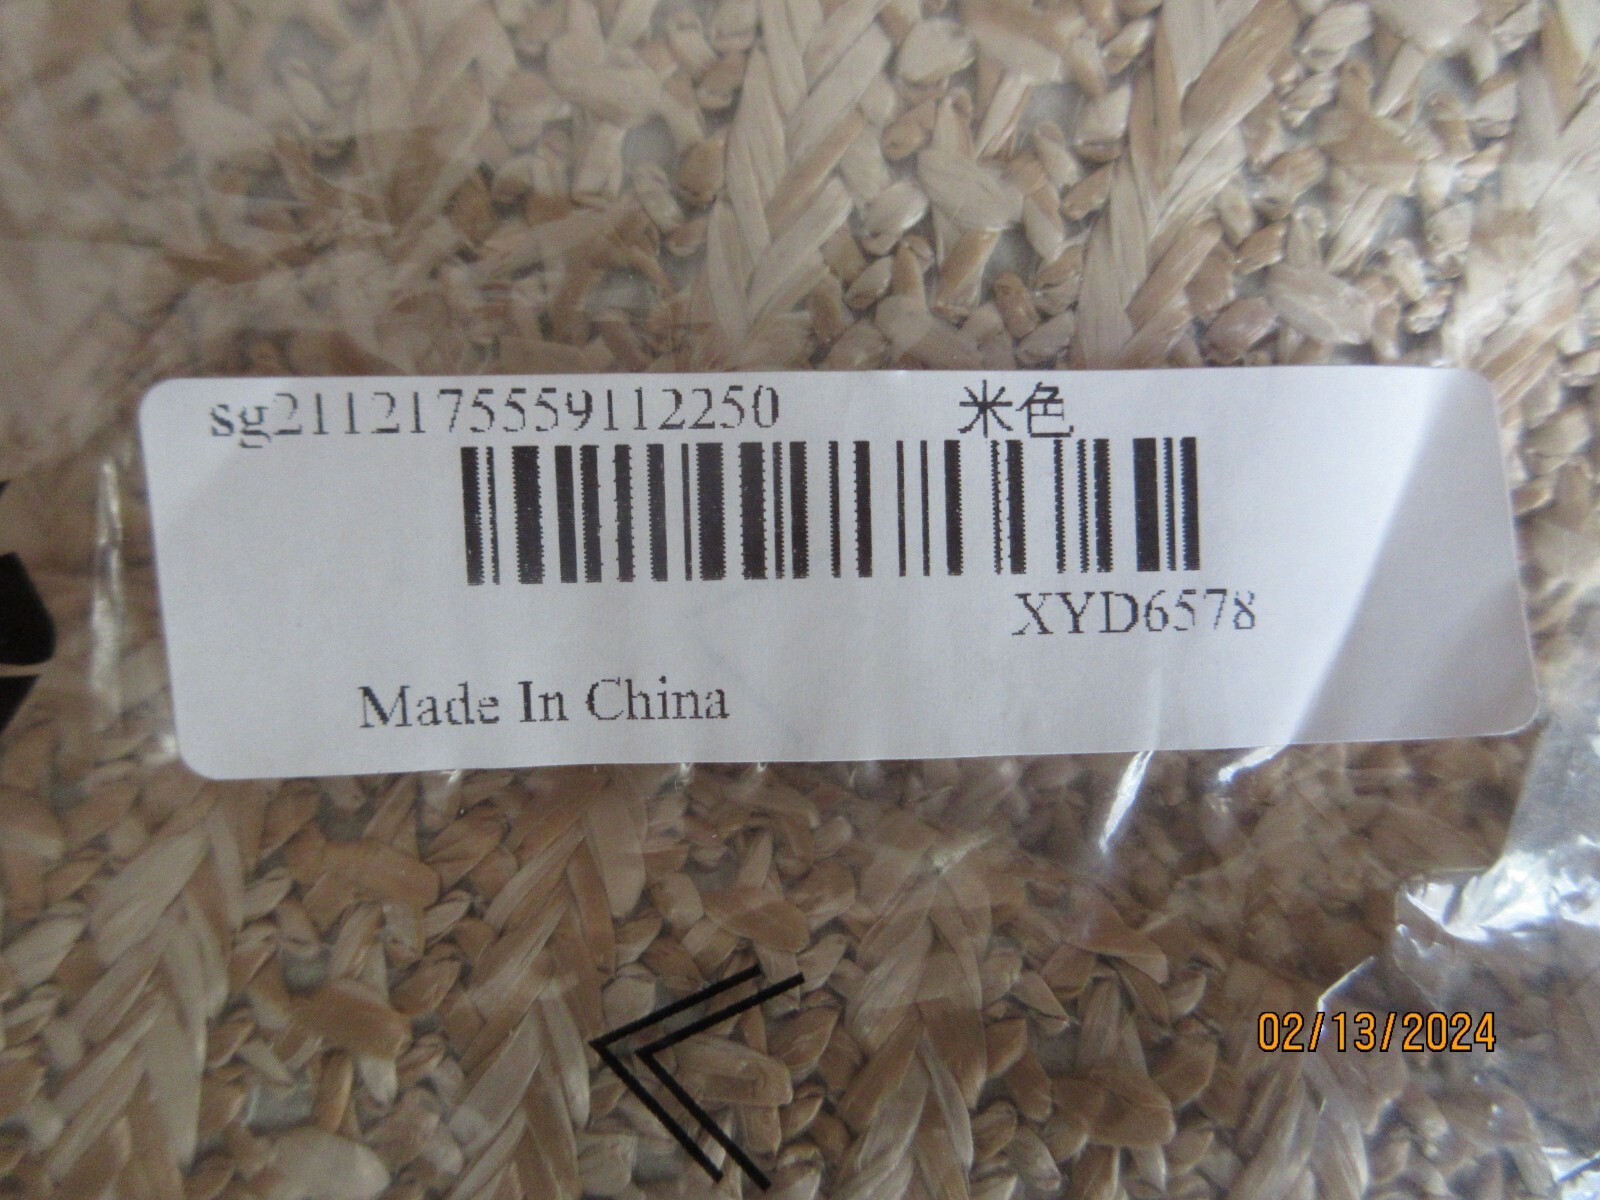 sg2112175559112250 米色
XYD6578
Made In China
02/13/2024